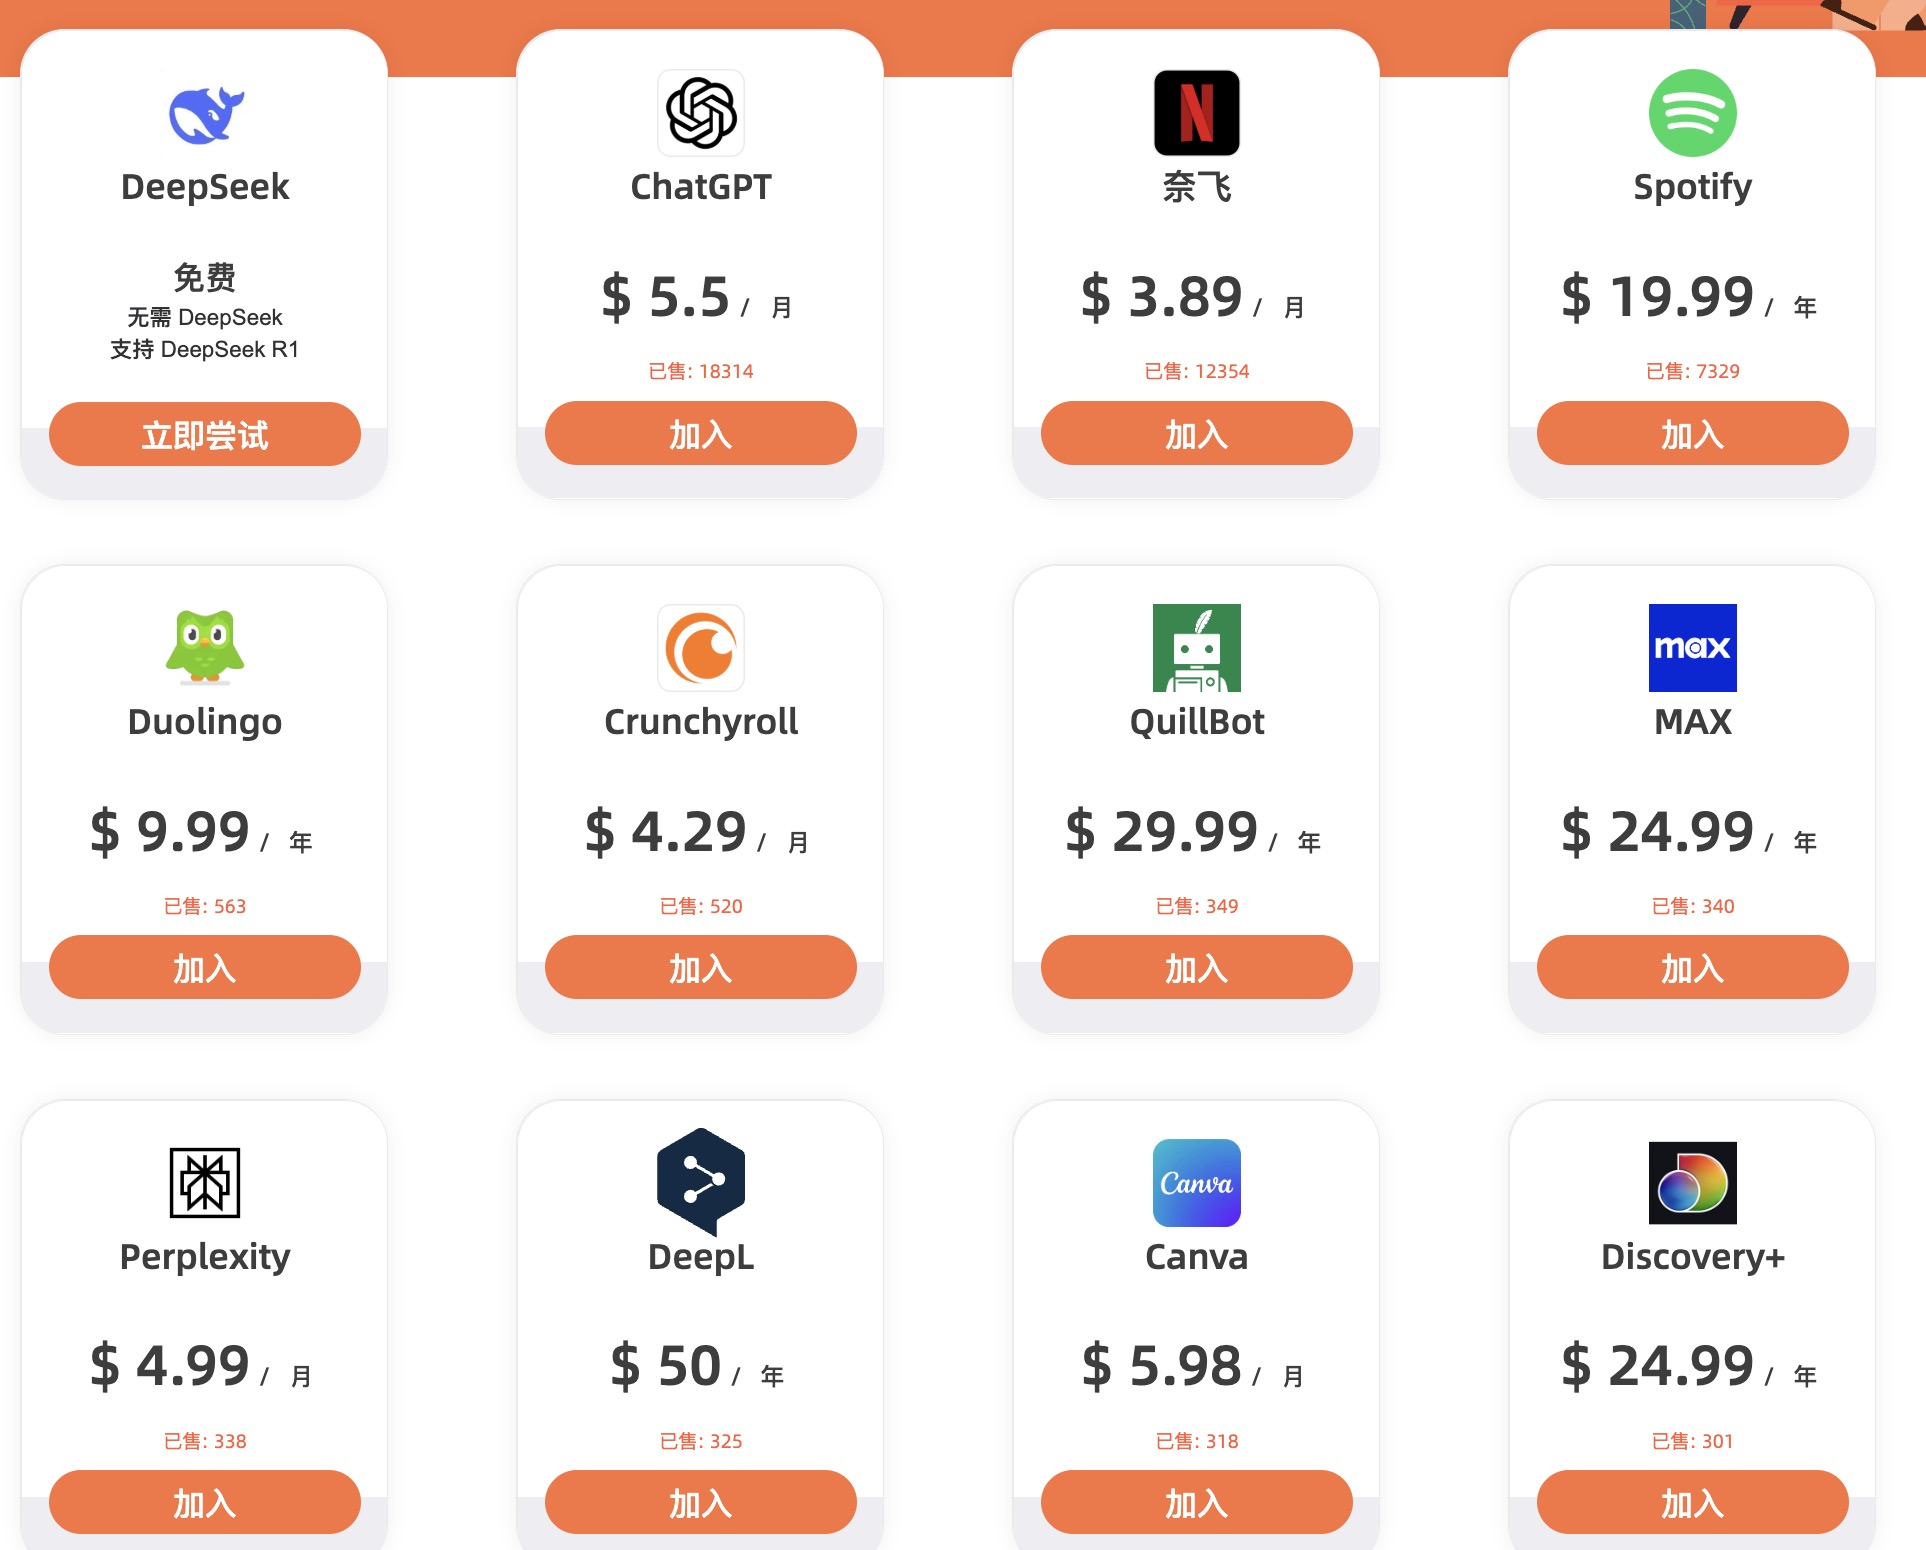 DeepSeek
免费
无需 DeepSeek
支持 DeepSeek R1
立即尝试
ChatGPT
$ 5.5 / 月
已售: 18314
加入
奈飞
$ 3.89 / 月
已售: 12354
加入
Spotify
$ 19.99 / 年
已售: 7329
加入
Duolingo
$ 9.99 / 年
已售: 563
加入
Crunchyroll
$ 4.29 / 月
已售: 520
加入
QuillBot
$ 29.99 / 年
已售: 349
加入
max
MAX
$ 24.99 / 年
已售: 340
加入
Perplexity
$ 4.99 / 月
已售: 338
加入
DeepL
$ 50 / 年
已售: 325
加入
Canva
Canva
$ 5.98 / 月
已售: 318
加入
Discovery+
$ 24.99 / 年
已售: 301
加入